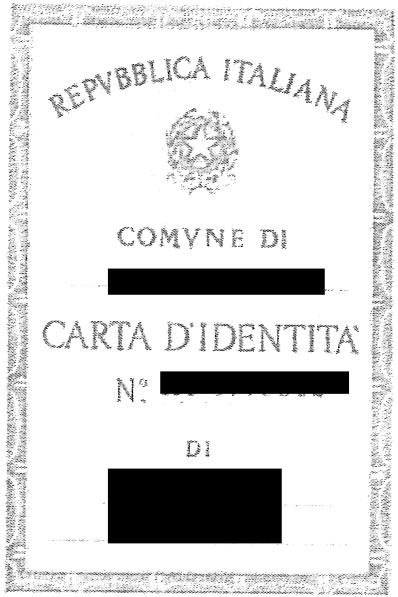 REPVBBLICA ITALIANA
COMVNE DI
CARTA D'IDENTITA'
N°
DI